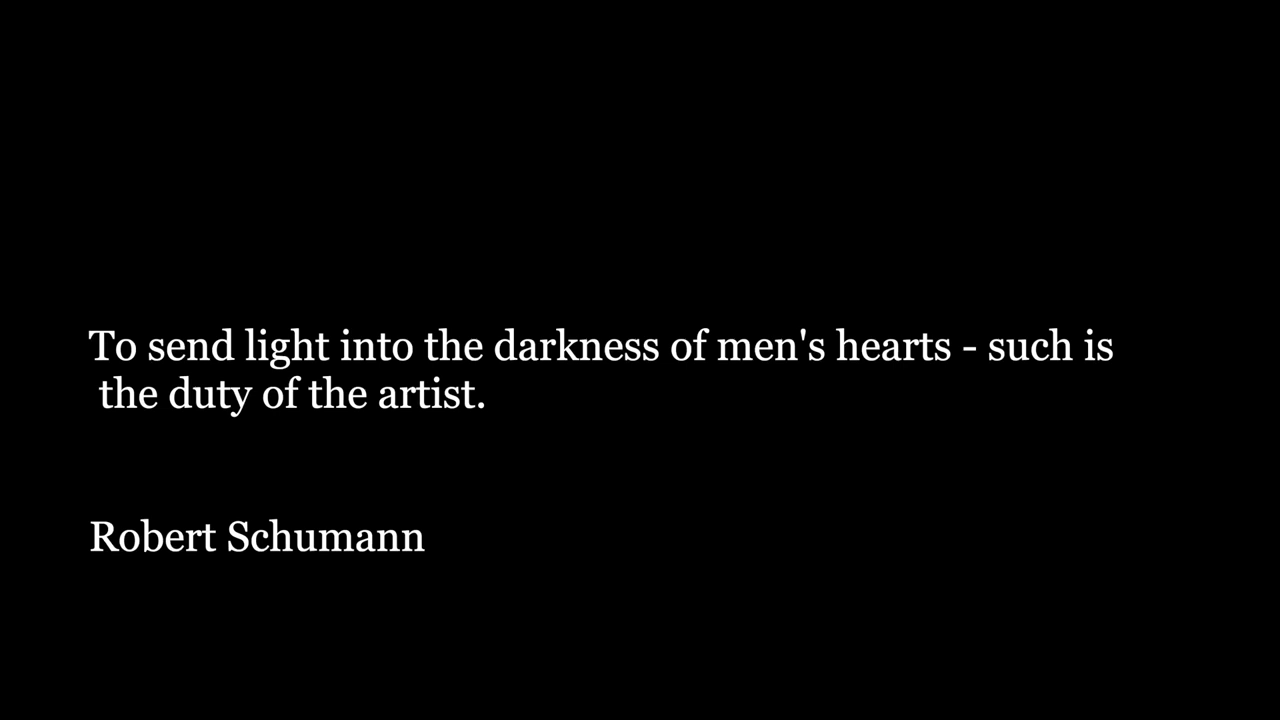 To send light into the darkness of men's hearts - such is
the duty of the artist.
Robert Schumann